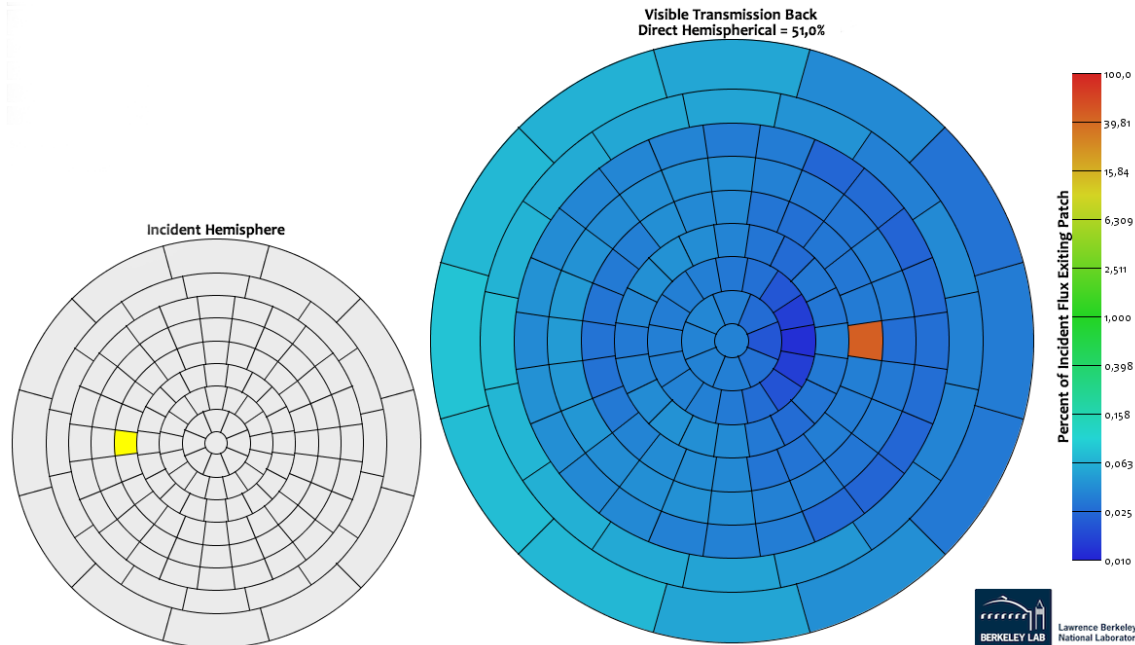 Visible Transmission Back
Direct Hemispherical = 51,0%
Incident Hemisphere
Percent of Incident Flux Exiting Patch
100,0
39,81
15,84
6,309
2,511
1,000
0,398
0,158
0,063
0,025
0,010
BERKELEY LAB
Lawrence Berkeley
National Laborator